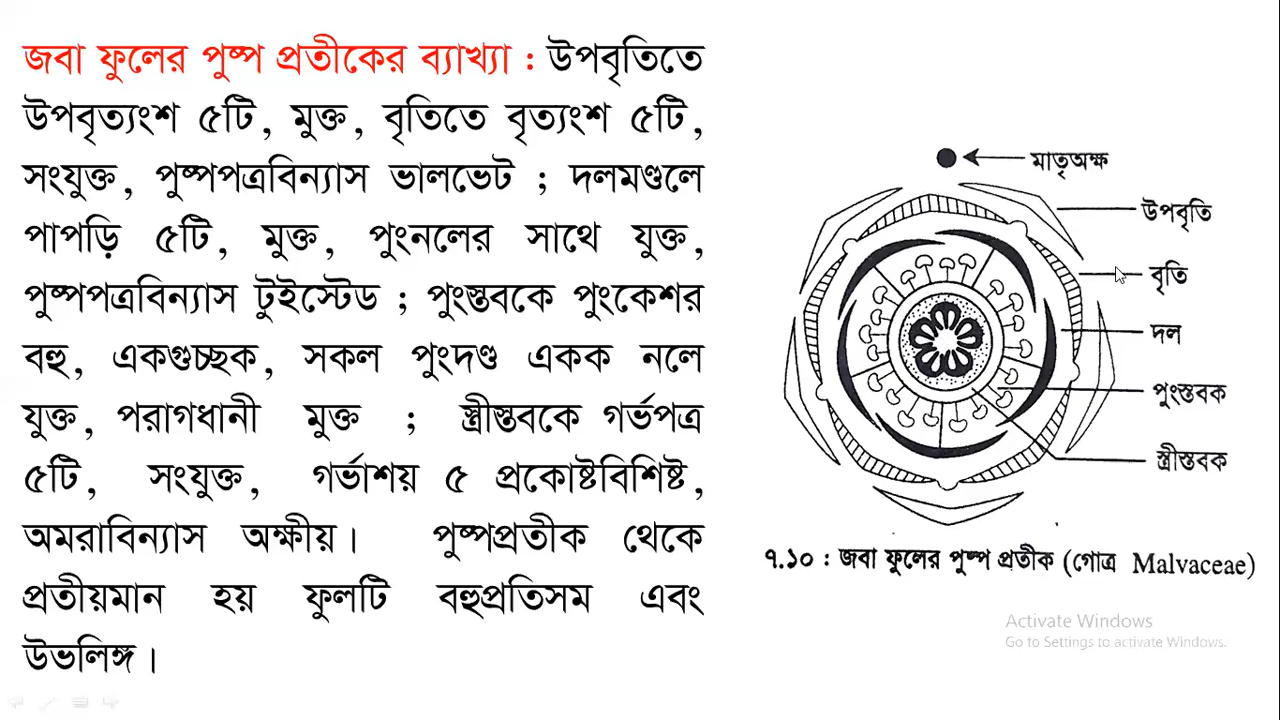 জবা ফুলের পুষ্প প্রতীকের ব্যাখ্যা : উপবৃতিতে
উপবৃত্যংশ ৫টি, মুক্ত, বৃতিতে বৃত্যংশ ৫টি,
সংযুক্ত, পুষ্পপত্রবিন্যাস ভালভেট ; দলমণ্ডলে
পাপড়ি ৫টি, মুক্ত, পুংনলের সাথে যুক্ত,
পুষ্পপত্রবিন্যাস টুইস্টেড ; পুংস্তবকে পুংকেশর
বহু, একগুচ্ছক, সকল পুংদণ্ড একক নলে
যুক্ত, পরাগধানী মুক্ত ; স্ত্রীস্তবকে গর্ভপত্র
৫টি, সংযুক্ত, গর্ভাশয় ৫ প্রকোষ্টবিশিষ্ট,
অমরাবিন্যাস অক্ষীয়। পুষ্পপ্রতীক থেকে
প্রতীয়মান হয় ফুলটি বহুপ্রতিসম এবং
উভলিঙ্গ।
মাতৃঅক্ষ
উপবৃতি
বৃতি
দল
পুংস্তবক
স্ত্রীস্তবক
৭.১০ : জবা ফুলের পুষ্প প্রতীক (গোত্র Malvaceae)
Activate Windows
Go to Settings to activate Windows.